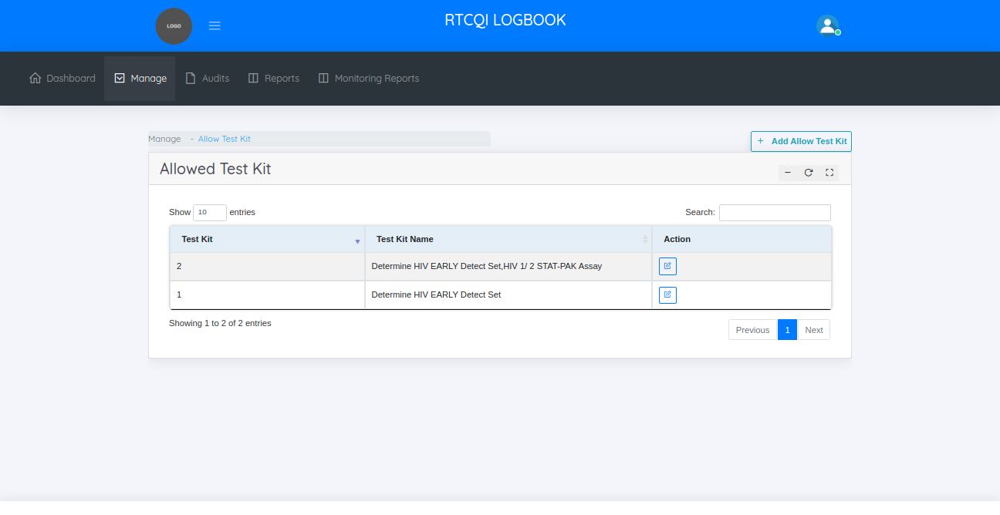 LOGO
RTCQI LOGBOOK
Dashboard Manage Audits Reports Monitoring Reports
Manage - Allow Test Kit
+ Add Allow Test Kit
Allowed Test Kit
Show 10 entries Search:
Test Kit Test Kit Name Action
2 Determine HIV EARLY Detect Set,HIV 1/ 2 STAT-PAK Assay
1 Determine HIV EARLY Detect Set
Showing 1 to 2 of 2 entries
Previous 1 Next